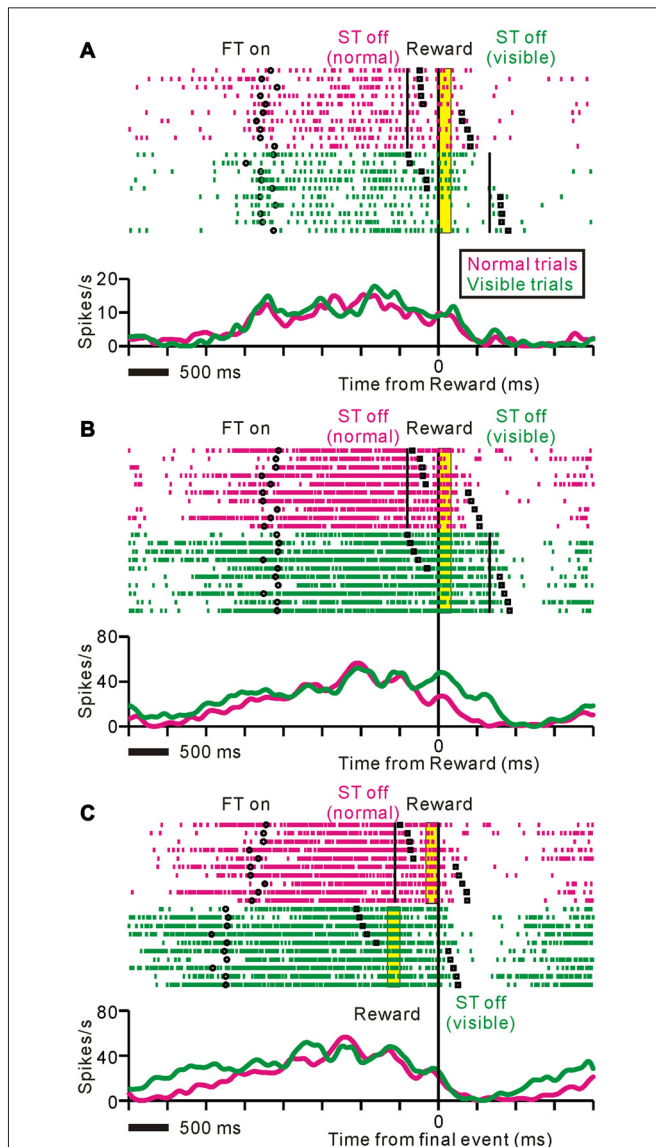 A
FT on ST off Reward ST off
(normal) (visible)
Normal trials
Visible trials
Spikes/s
20
10
0
0
500 ms Time from Reward (ms)
B
FT on ST off Reward ST off
(normal) (visible)
Spikes/s
80
40
0
0
500 ms Time from Reward (ms)
C
FT on ST off Reward
(normal)
Reward ST off
(visible)
Spikes/s
80
40
0
0
500 ms Time from final event (ms)